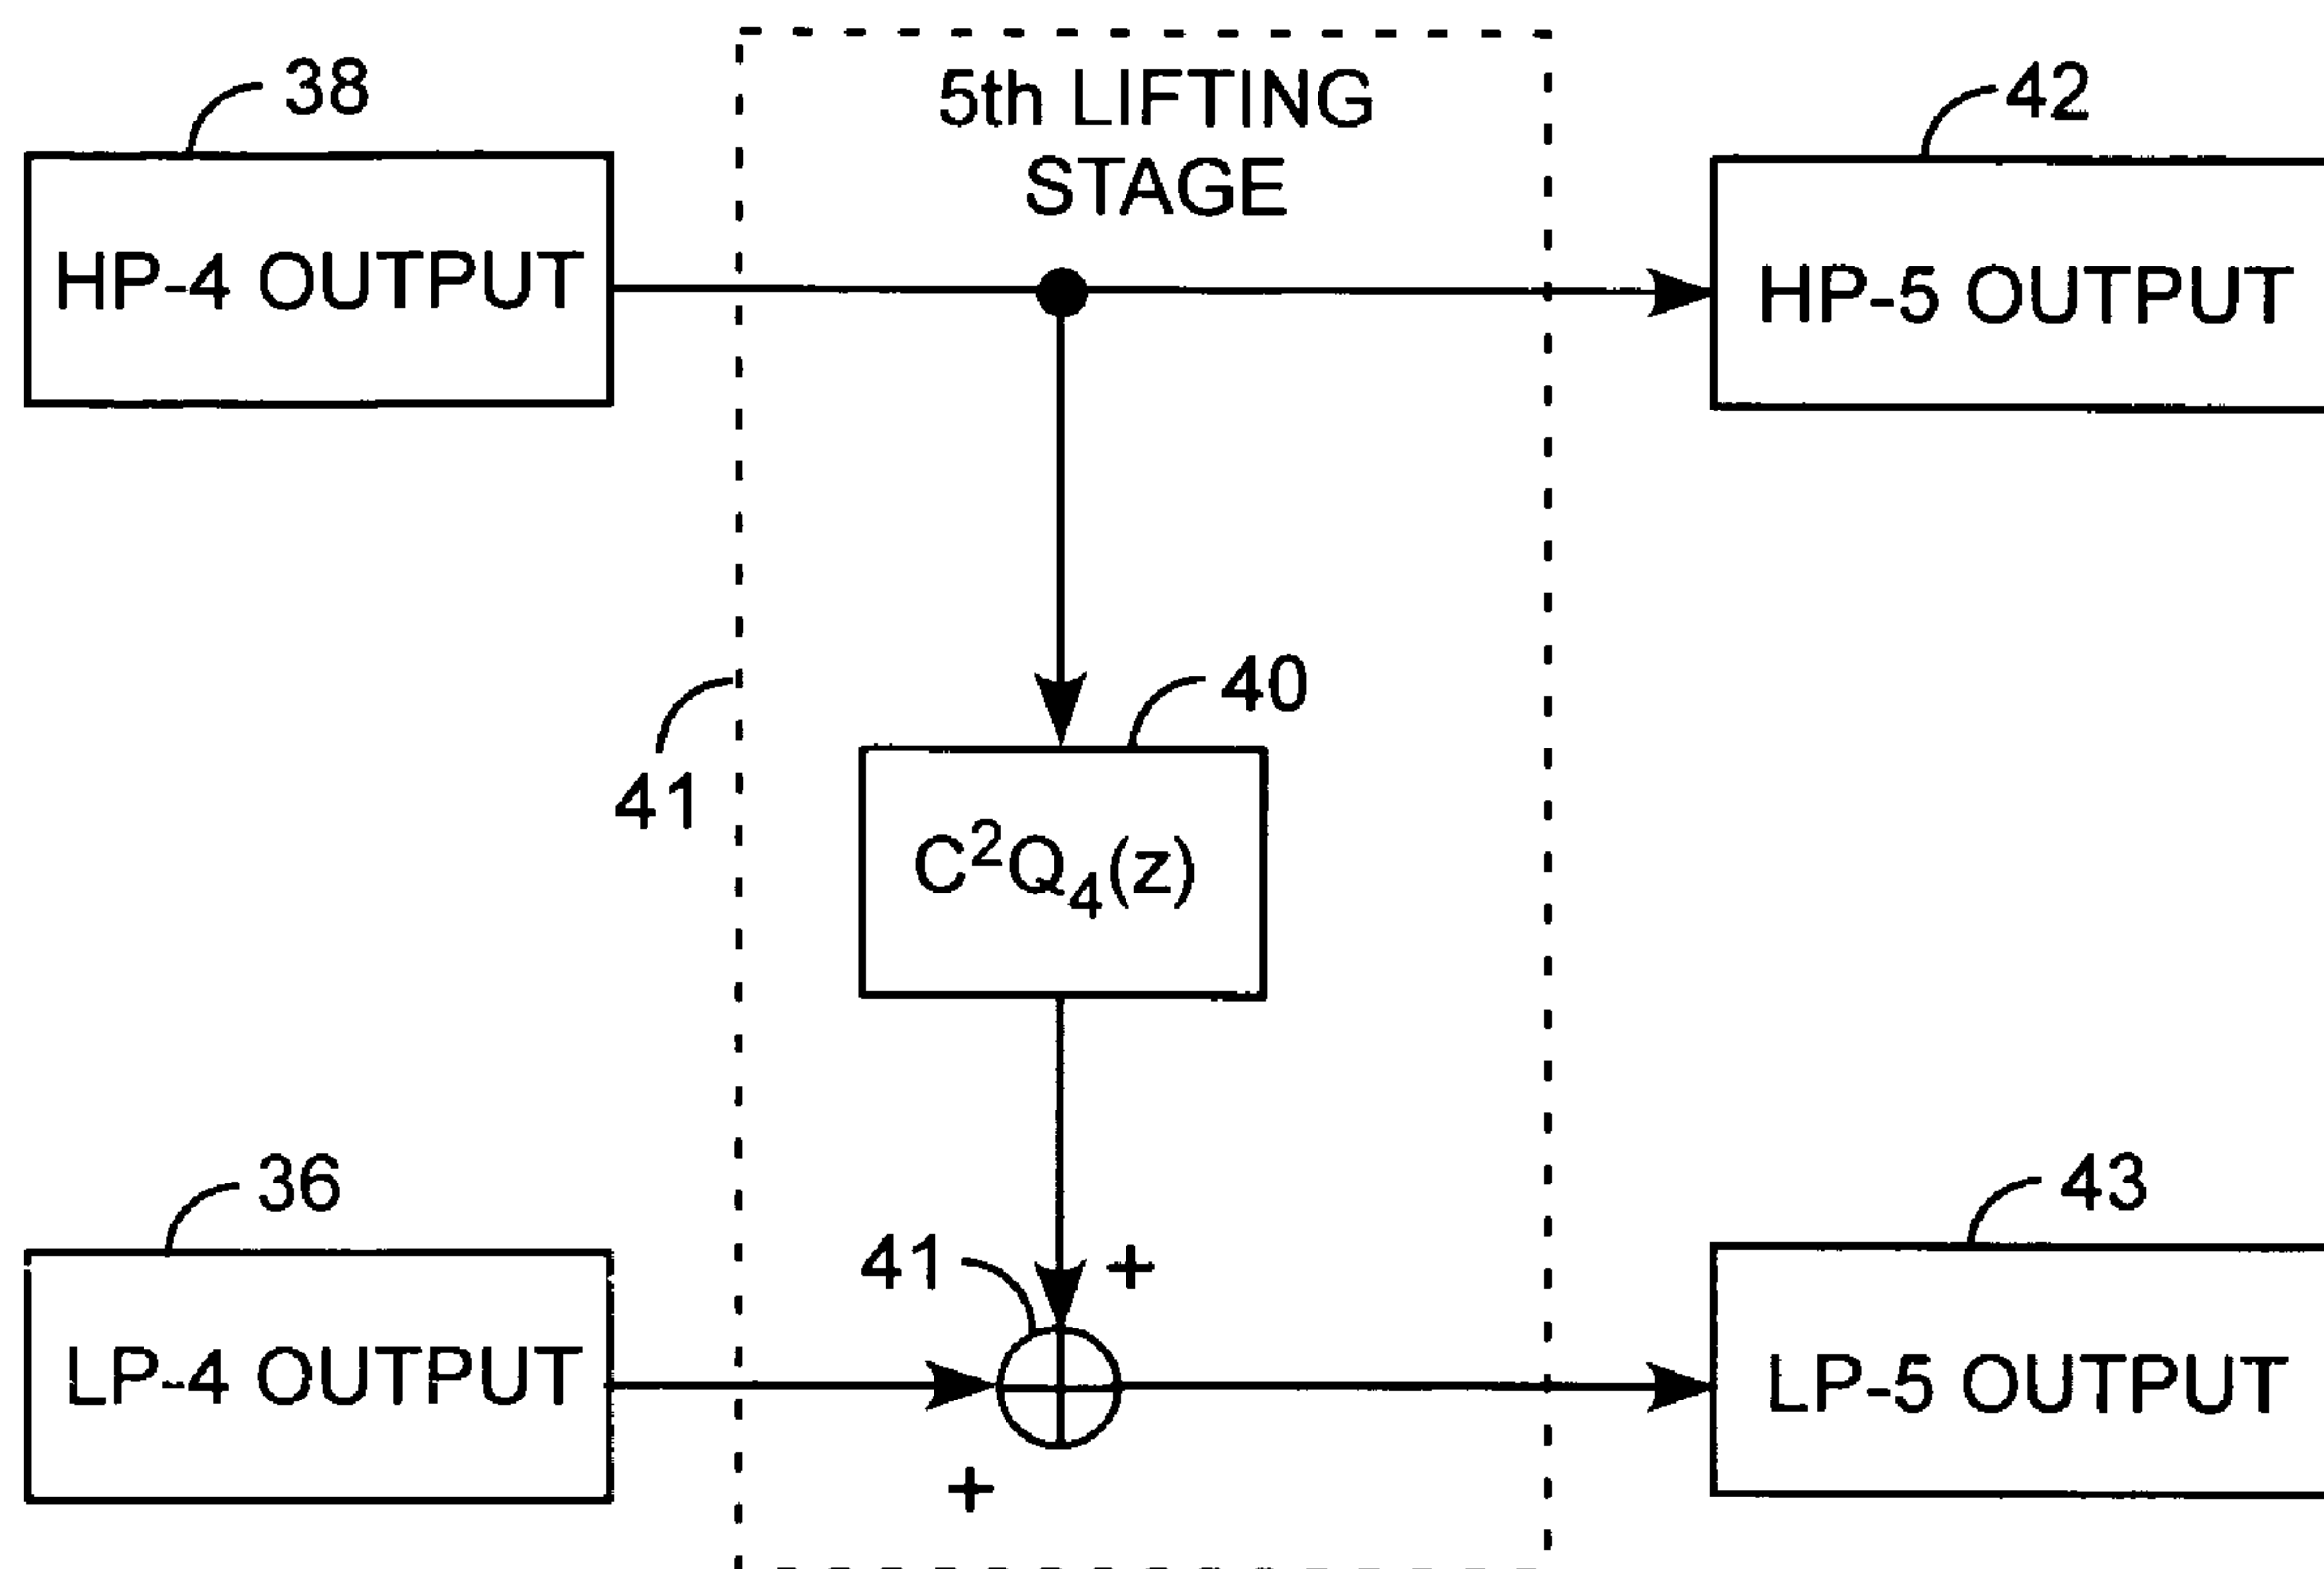 38
5th LIFTING
STAGE
42
HP-4 OUTPUT
HP-5 OUTPUT
40
41
C²Q₄(z)
36
43
41
+
LP-4 OUTPUT
LP-5 OUTPUT
+